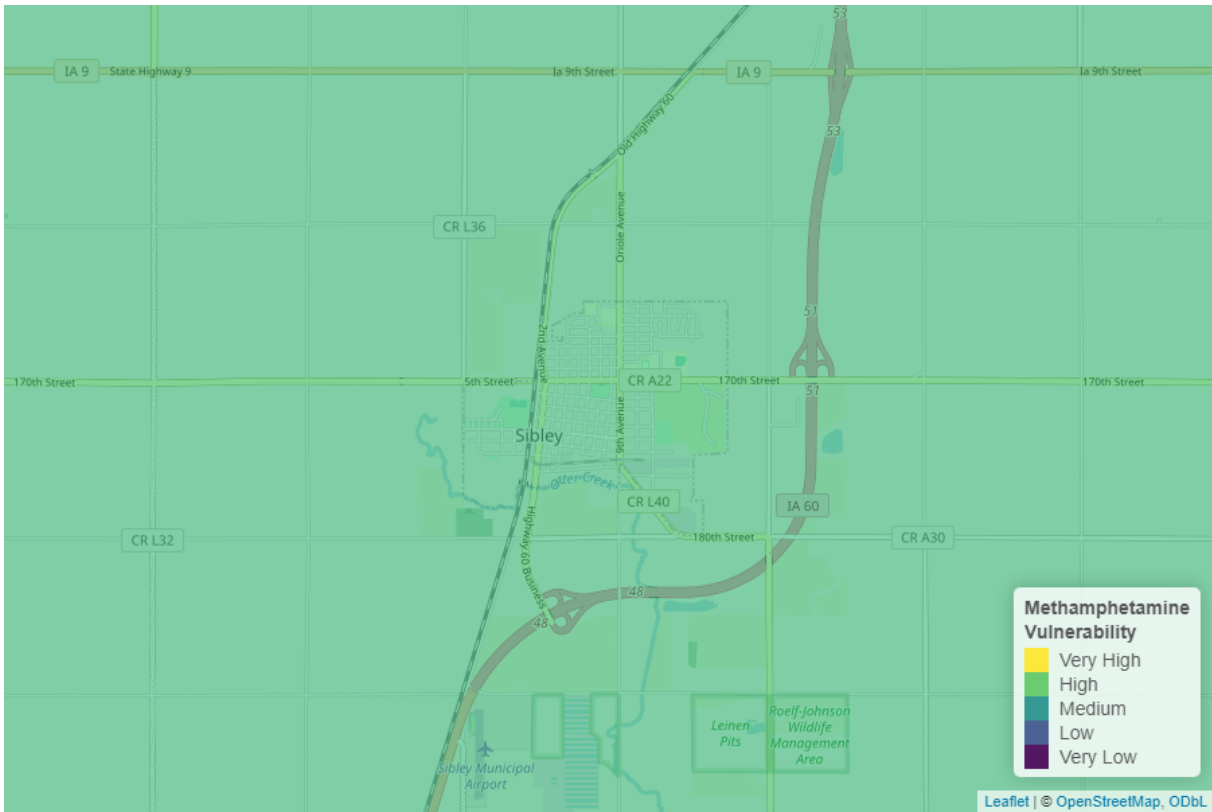 53
IA 9
State Highway 9
Ia 9th Street
IA 9
Ia 9th Street
Old Highway 60
53
CR L36
Oriole Avenue
51
2nd Avenue
170th Street
5th Street
CR A22
170th Street
51
170th Street
Sibley
9th Avenue
Otter Creek
CR L40
IA 60
CR L32
Highway 60 Business
180th Street
CR A30
48
48
Methamphetamine
Vulnerability
Very High
High
Medium
Low
Very Low
Leinen
Pits
Roelf-Johnson
Wildlife
Management
Area
Sibley Municipal
Airport
Leaflet | © OpenStreetMap, ODbL